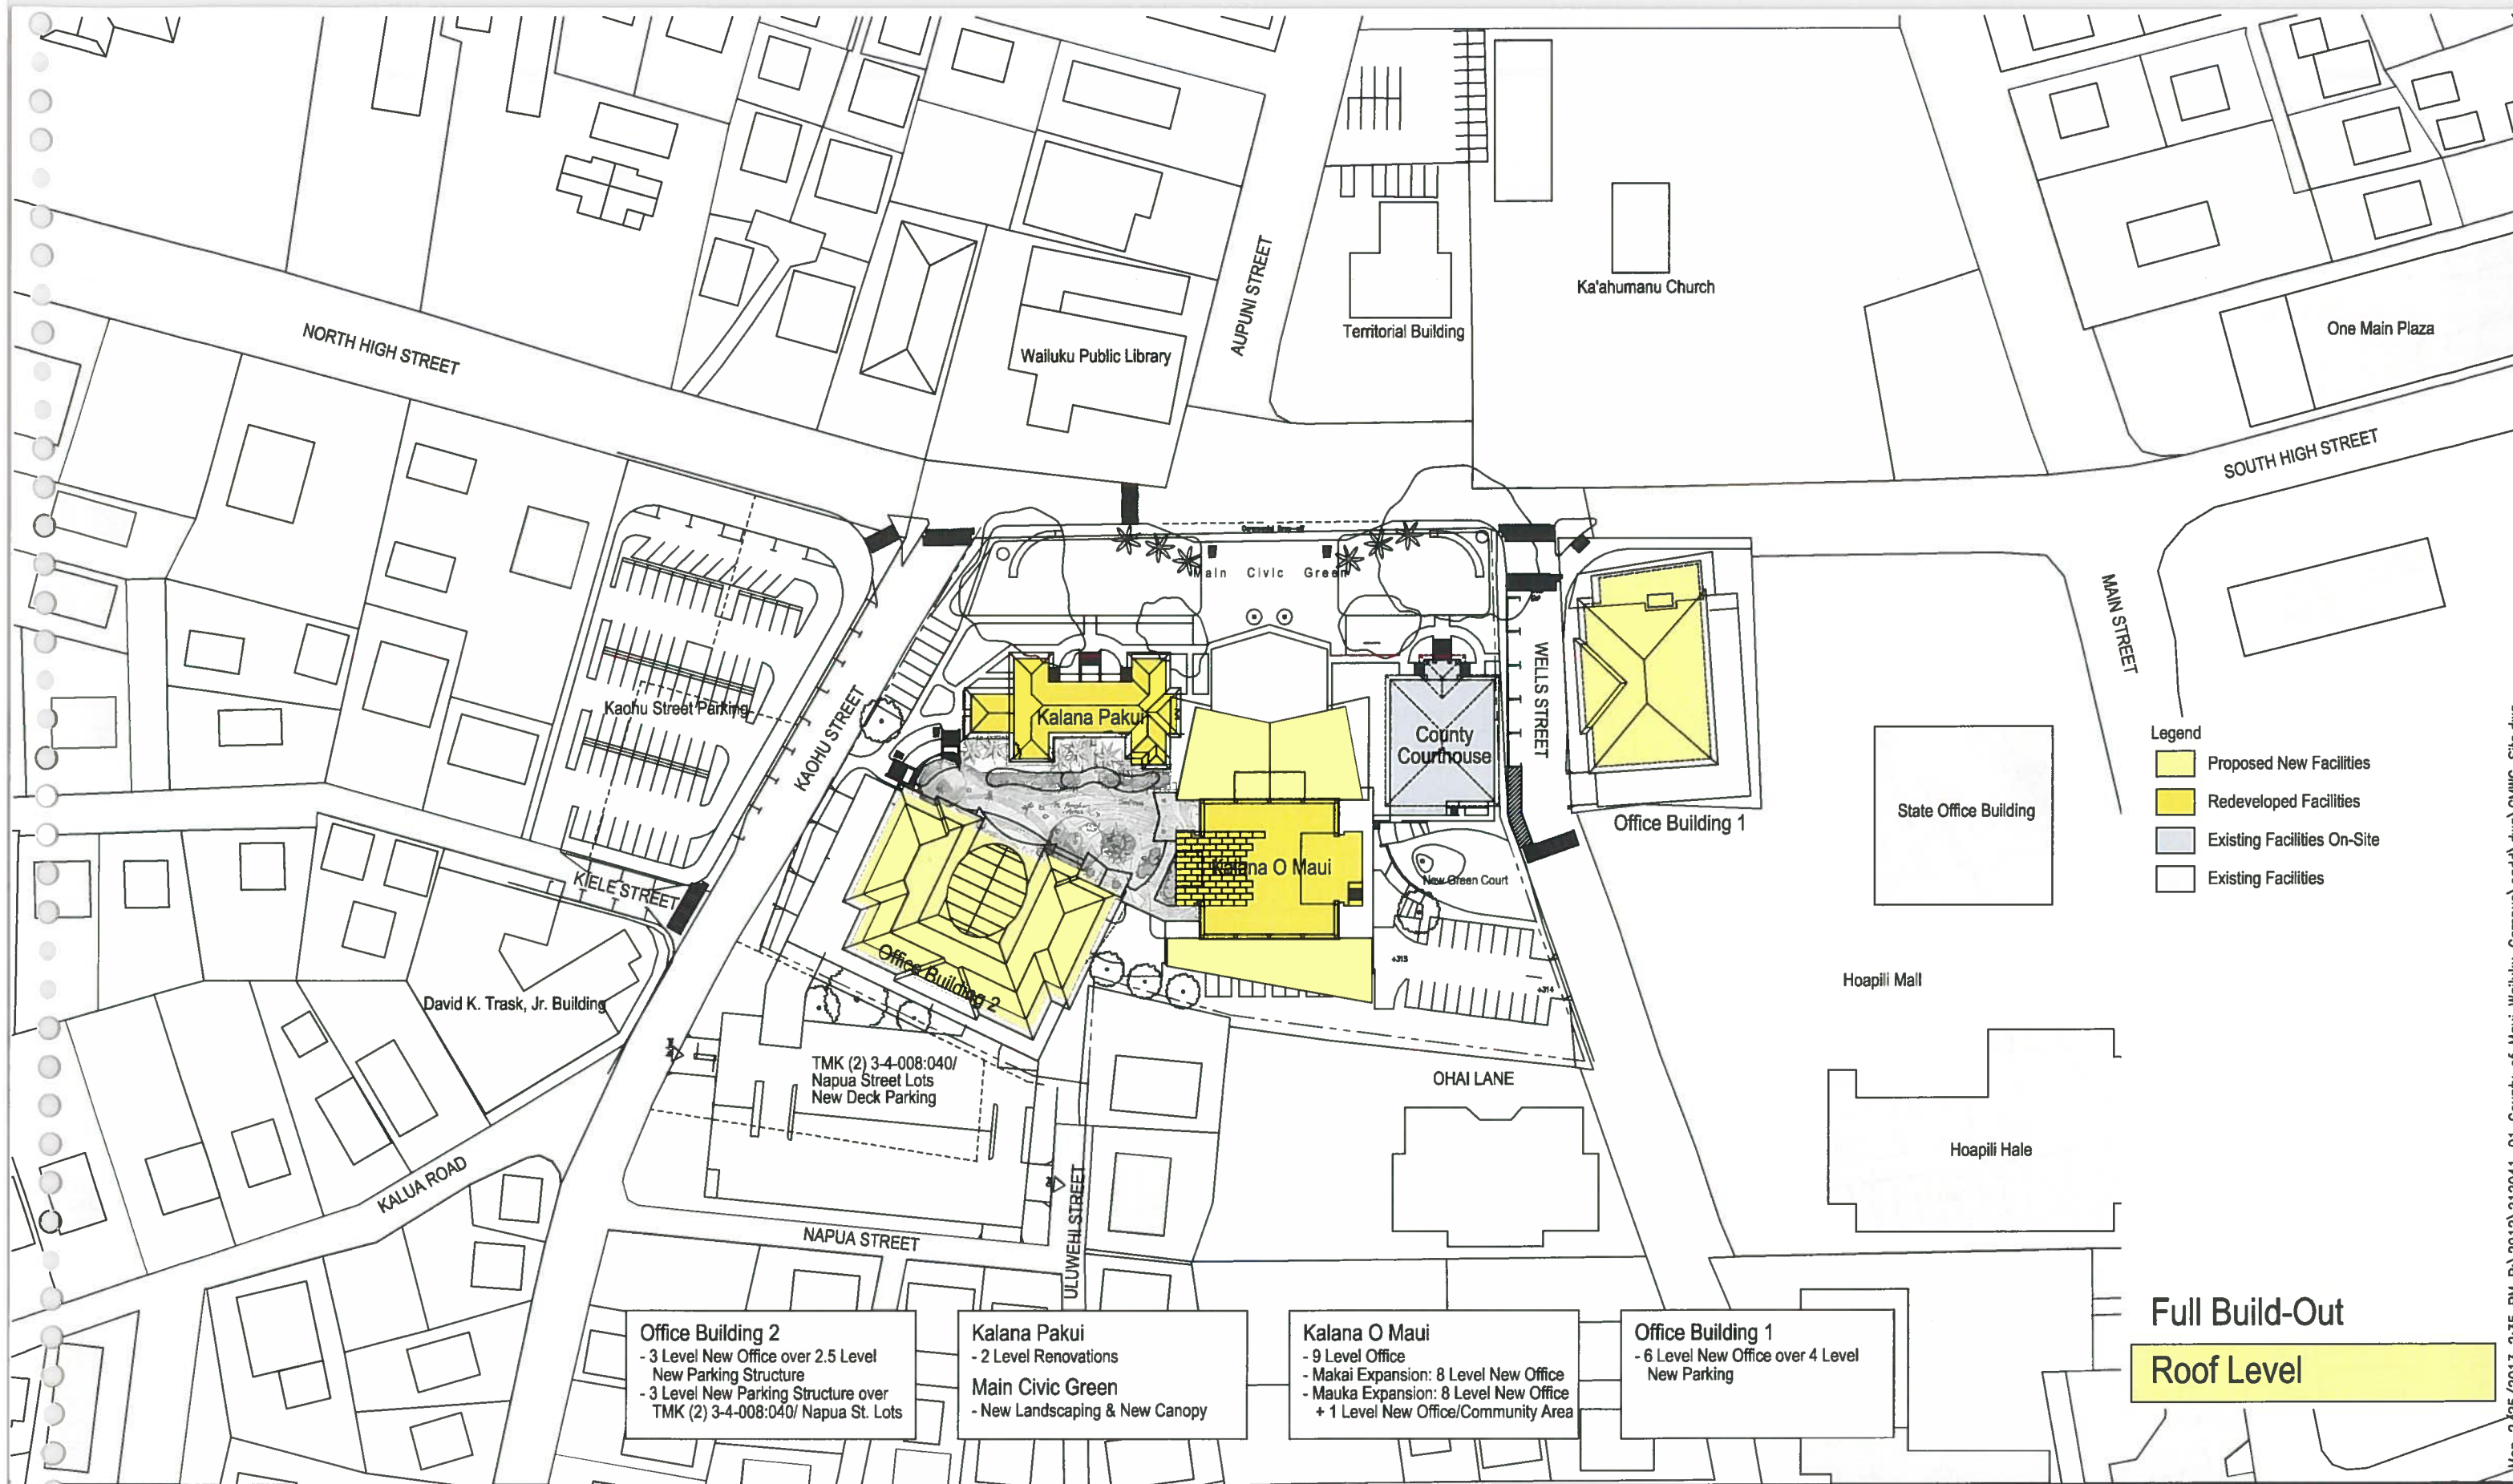 NORTH HIGH STREET
Wailuku Public Library
AUPUNI STREET
Territorial Building
Ka'ahumanu Church
One Main Plaza
SOUTH HIGH STREET
Main Civic Green
MAIN STREET
WELLS STREET
Kaohu Street Parking
KAOHU STREET
Kalana Pakui
County
Courthouse
Office Building 1
State Office Building
Legend
Proposed New Facilities
Redeveloped Facilities
Existing Facilities On-Site
Existing Facilities
Kalana O Maui
New Green Court
KIELE STREET
Office Building 2
+315
+314
David K. Trask, Jr. Building
Hoapili Mall
TMK (2) 3-4-008:040/
Napua Street Lots
New Deck Parking
OHAI LANE
Hoapili Hale
KALUA ROAD
NAPUA STREET
ULUWEHI STREET
Office Building 2
- 3 Level New Office over 2.5 Level
New Parking Structure
- 3 Level New Parking Structure over
TMK (2) 3-4-008:040/ Napua St. Lots
Kalana Pakui
- 2 Level Renovations
Main Civic Green
- New Landscaping & New Canopy
Kalana O Maui
- 9 Level Office
- Makai Expansion: 8 Level New Office
- Mauka Expansion: 8 Level New Office
+ 1 Level New Office/Community Area
Office Building 1
- 6 Level New Office over 4 Level
New Parking
Full Build-Out
Roof Level